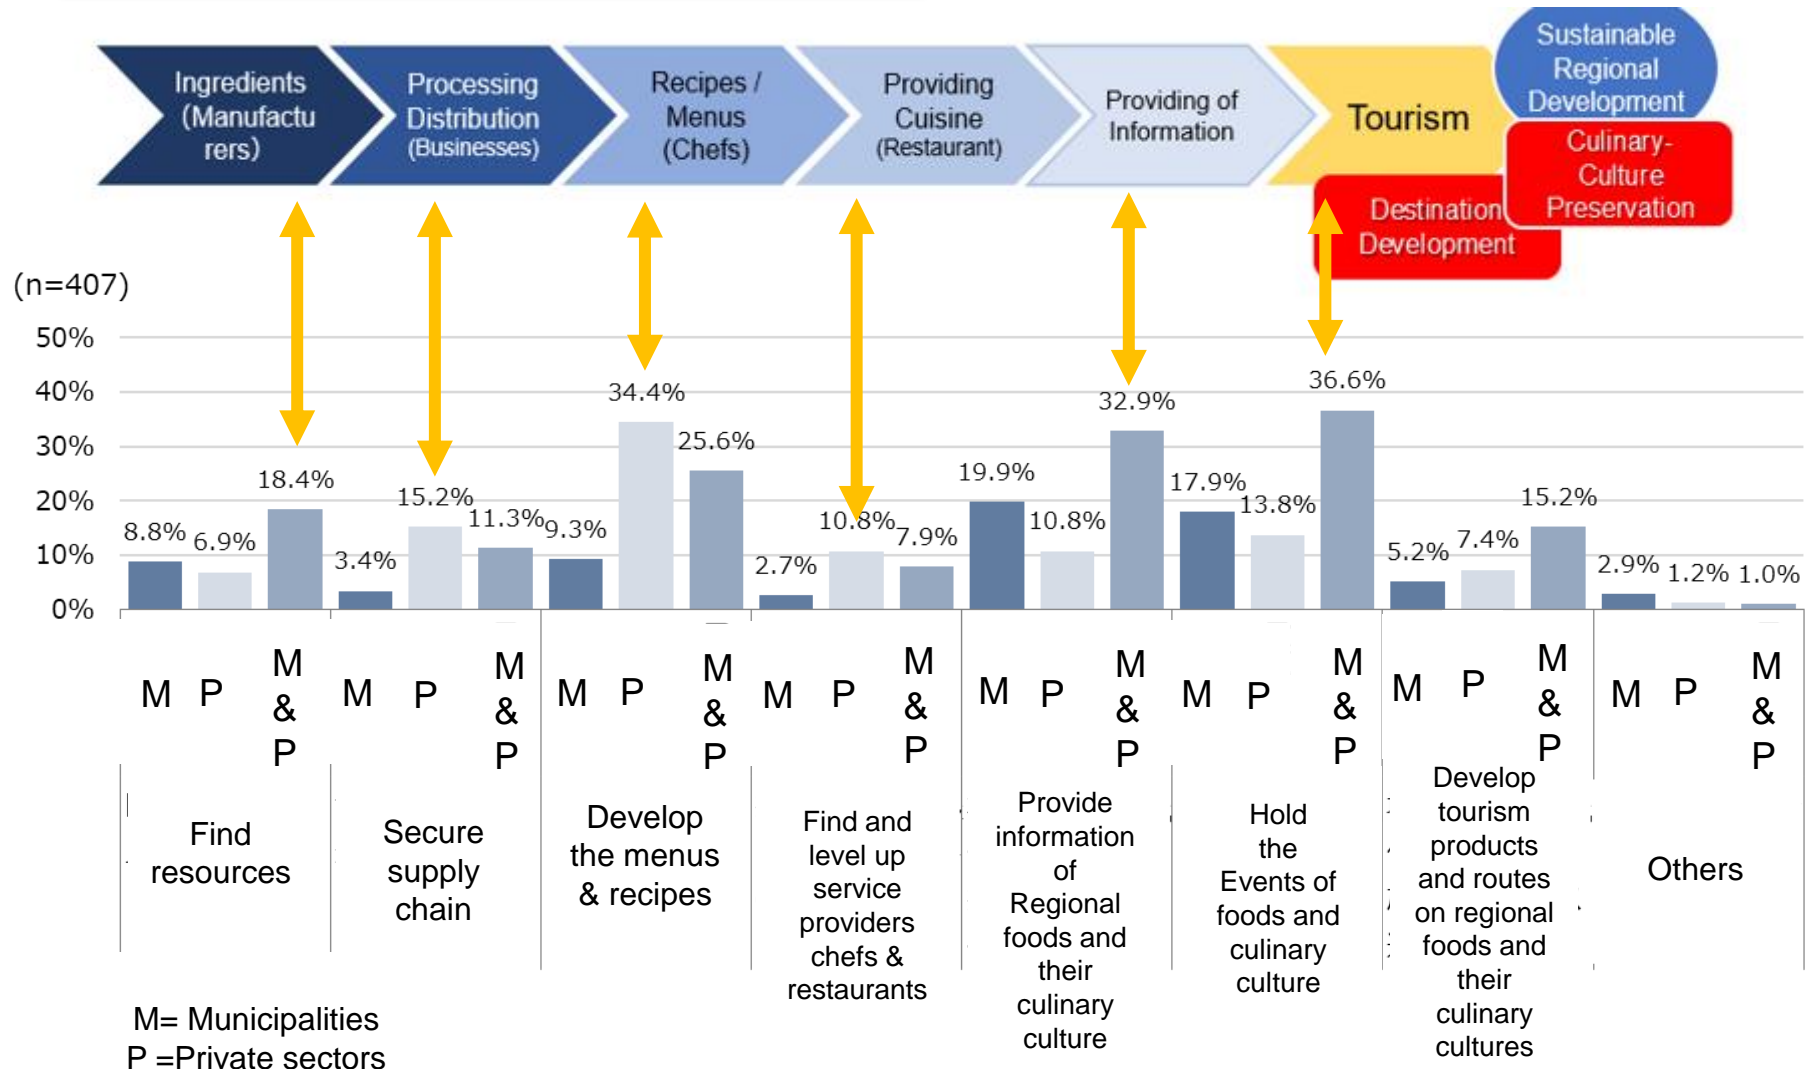 Ingredients
(Manufactu
rers)
Processing
Distribution
(Businesses)
Recipes /
Menus
(Chefs)
Providing
Cuisine
(Restaurant)
Providing of
Information
Tourism
Sustainable
Regional
Development
Culinary-
Culture
Preservation
Destination
Development
(n=407)
50%
40%
30%
20%
10%
0%
8.8%
6.9%
18.4%
3.4%
15.2%
11.3%
9.3%
34.4%
25.6%
2.7%
10.8%
7.9%
19.9%
10.8%
32.9%
17.9%
13.8%
36.6%
5.2%
7.4%
15.2%
2.9%
1.2%
1.0%
M
P
M
&
P
M
P
M
&
P
M
P
M
&
P
M
P
M
&
P
M
P
M
&
P
M
P
M
&
P
M
P
M
&
P
M
P
M
&
P
Find
resources
Secure
supply
chain
Develop
the menus
& recipes
Find and
level up
service
providers
chefs &
restaurants
Provide
information
of
Regional
foods and
their
culinary
culture
Hold
the
Events of
foods and
culinary
culture
Develop
tourism
products
and routes
on regional
foods and
their
culinary
cultures
Others
M= Municipalities
P =Private sectors